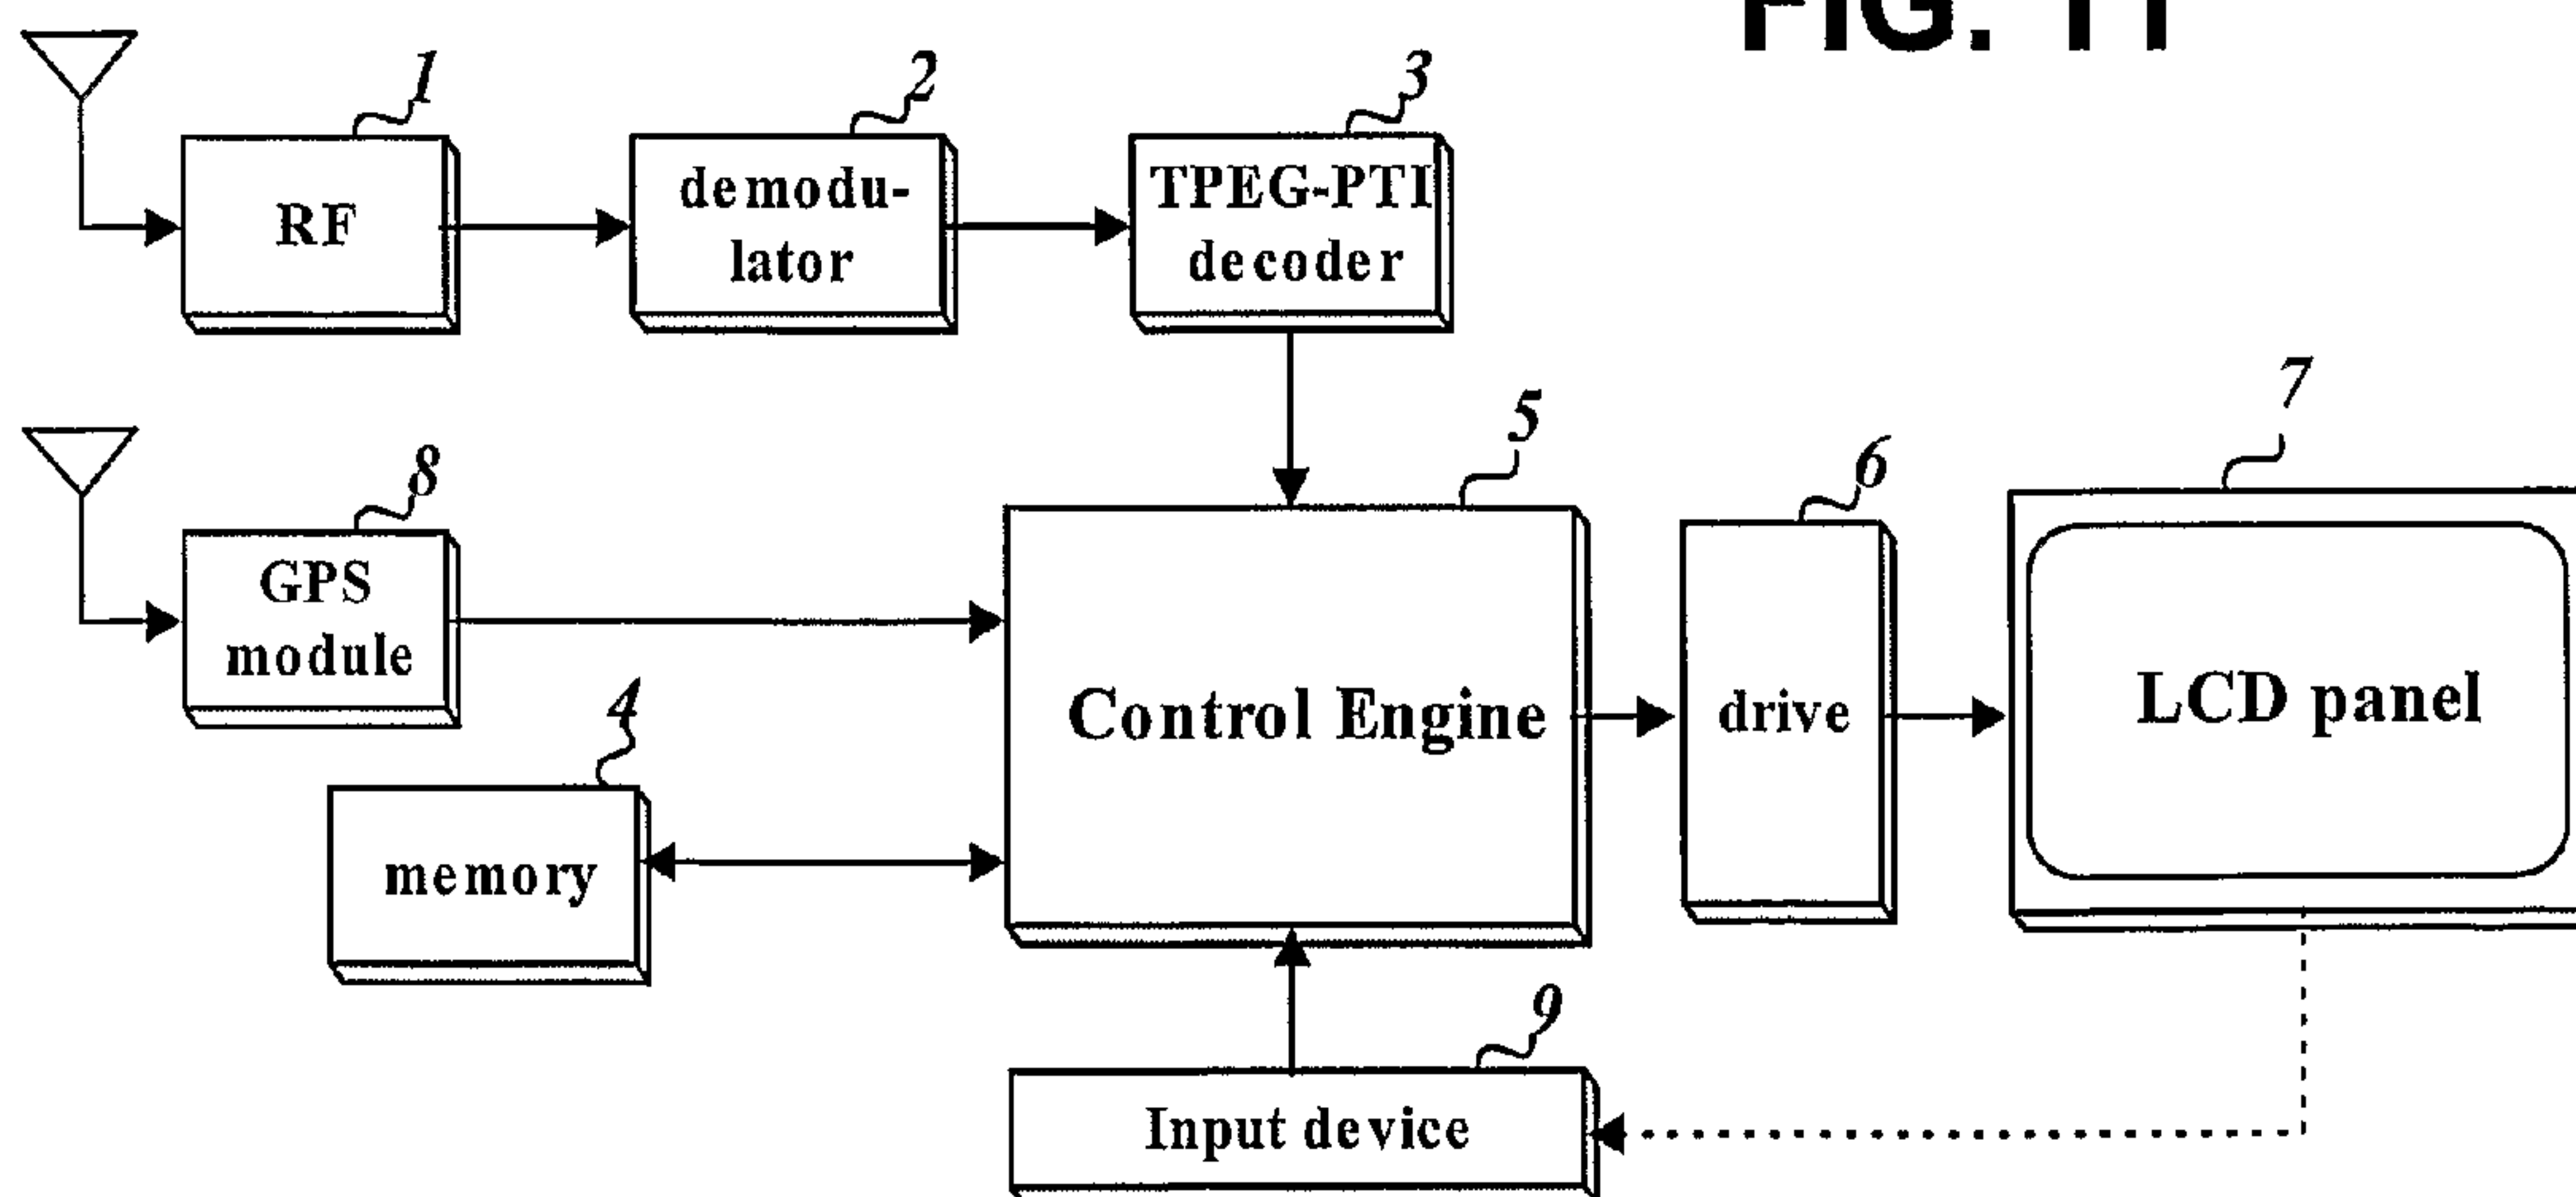 FIG. 11
1
2
3
RF
demodu-
lator
TPEG-PTI
decoder
8
5
6
7
GPS
module
4
Control Engine
drive
LCD panel
memory
9
Input device